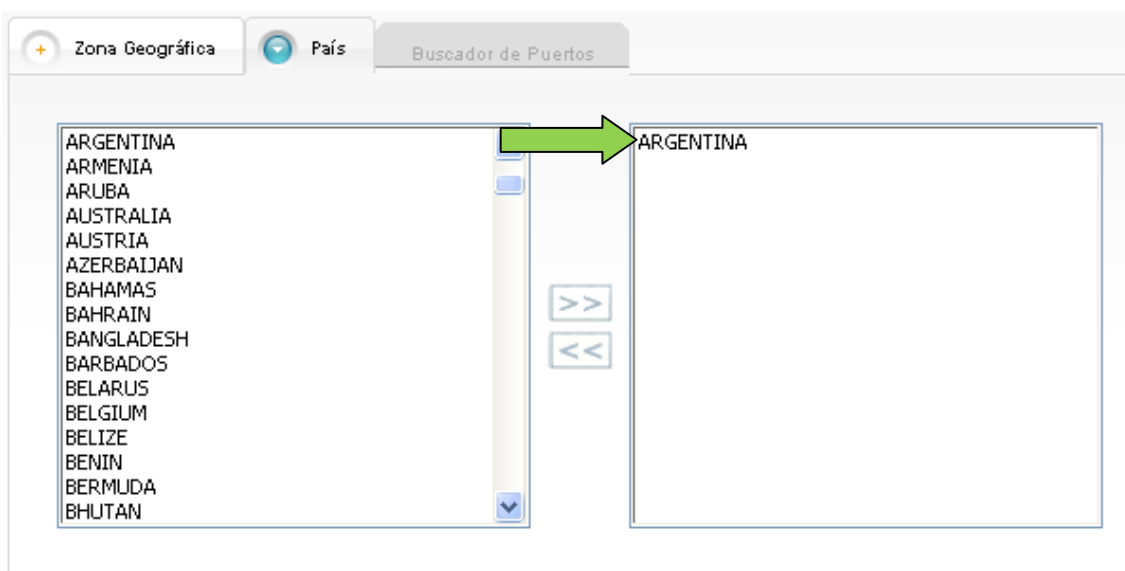 + Zona Geográfica País Buscador de Puertos
ARGENTINA
ARMENIA
ARUBA
AUSTRALIA
AUSTRIA
AZERBAIJAN
BAHAMAS
BAHRAIN
BANGLADESH
BARBADOS
BELARUS
BELGIUM
BELIZE
BENIN
BERMUDA
BHUTAN
>>
<<
ARGENTINA